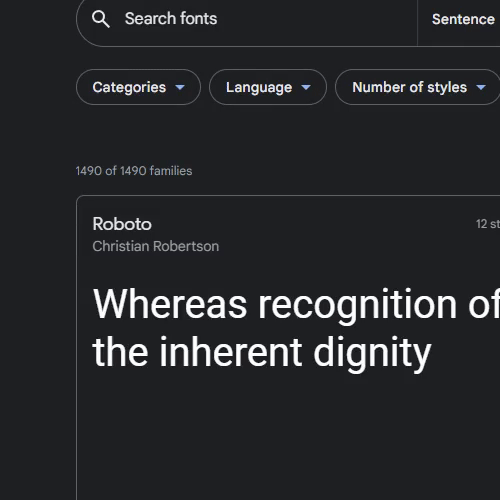 Search fonts
Sentence
Categories
Language
Number of styles
1490 of 1490 families
Roboto
12 st
Christian Robertson
Whereas recognition of
the inherent dignity